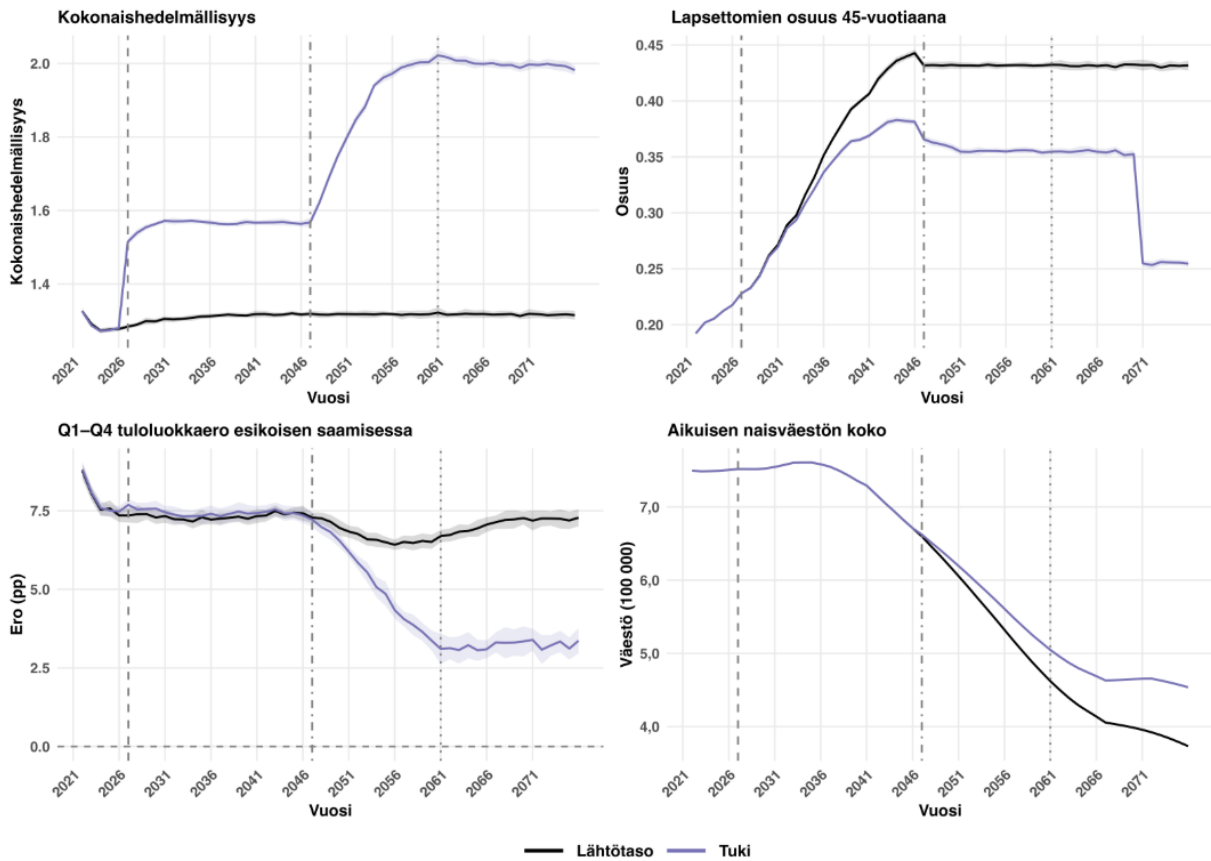 Kokonaishedelmällisyys
Kokonaishedelmällisyys
2.0
1.8
1.6
1.4
2021 2026 2031 2036 2041 2046 2051 2056 2061 2066 2071
Vuosi
Lapsettomien osuus 45-vuotiaana
Osuus
0.45
0.40
0.35
0.30
0.25
0.20
2021 2026 2031 2036 2041 2046 2051 2056 2061 2066 2071
Vuosi
Q1–Q4 tuloluokkaero esikoisen saamisessa
Ero (pp)
7.5
5.0
2.5
0.0
2021 2026 2031 2036 2041 2046 2051 2056 2061 2066 2071
Vuosi
Aikuisen naisväestön koko
Väestö (100 000)
7,0
6,0
5,0
4,0
2021 2026 2031 2036 2041 2046 2051 2056 2061 2066 2071
Vuosi
Lähtötaso Tuki